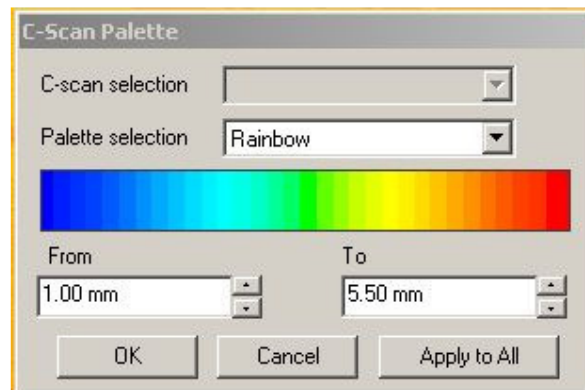 C-Scan Palette
C-scan selection
Palette selection Rainbow
From To
1.00 mm 5.50 mm
OK Cancel Apply to All